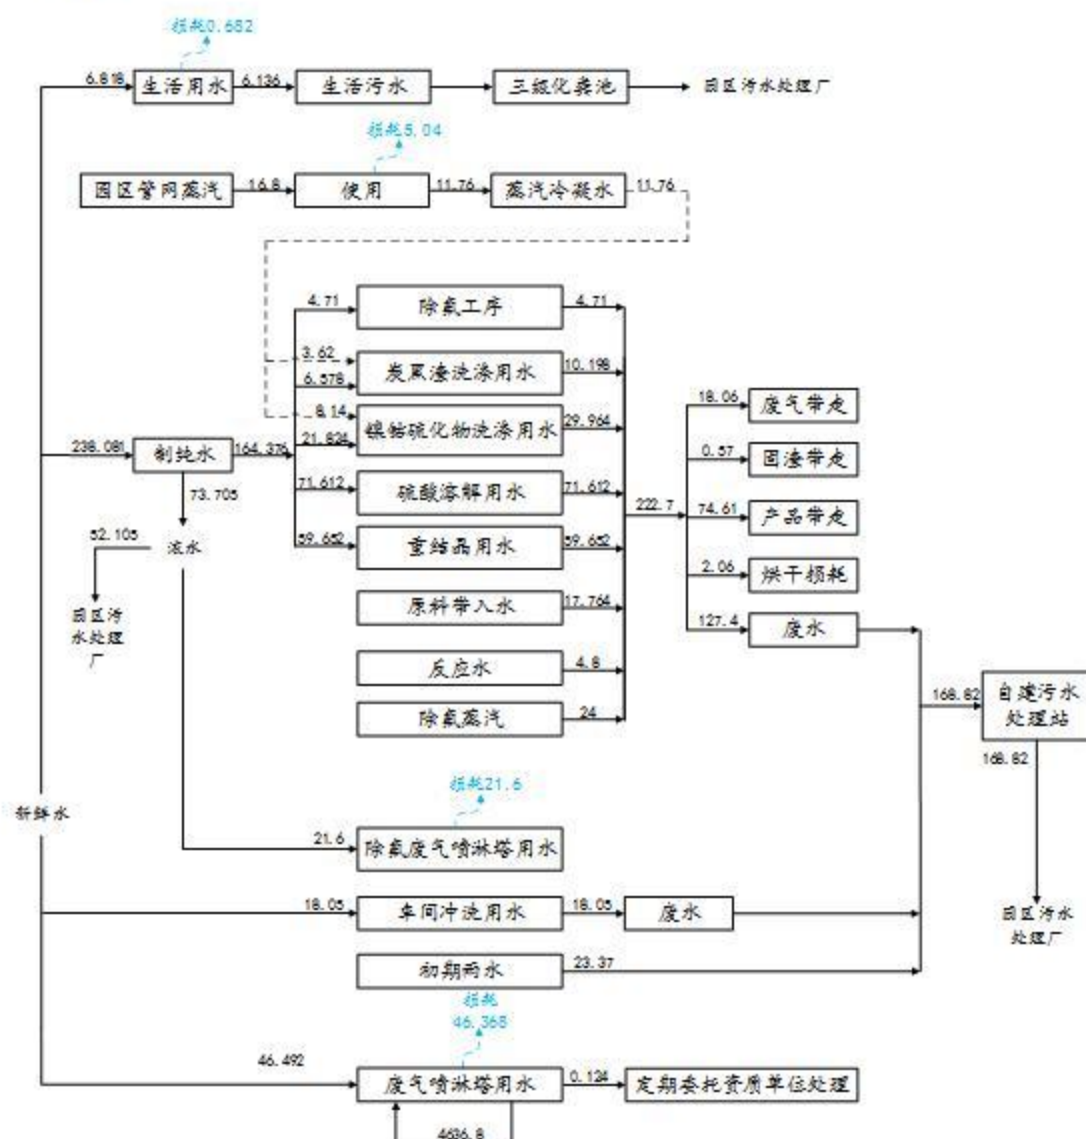 损耗0.682
6.818
生活用水
6.136
生活污水
三级化粪池
园区污水处理厂
损耗5.04
园区管网蒸汽
16.8
使用
11.76
蒸汽冷凝水
11.76
4.71
除氟工序
4.71
3.62
炭黑渣洗涤用水
10.198
6.578
8.14
镍钴硫化物洗涤用水
29.964
21.824
238.081
制纯水
164.376
71.612
硫酸溶解用水
71.612
59.652
重结晶用水
59.652
原料带入水
17.764
反应水
4.8
除氟蒸汽
24
222.7
18.06
废气带走
0.57
固渣带走
74.61
产品带走
2.06
烘干损耗
127.4
废水
73.705
浓水
52.105
园区污
水处理
厂
168.82
自建污水
处理站
168.82
园区污水
处理厂
新鲜水
损耗21.6
21.6
除氟废气喷淋塔用水
18.05
车间冲洗用水
18.05
废水
初期雨水
23.37
损耗
46.368
46.492
废气喷淋塔用水
0.124
定期委托资质单位处理
4636.8